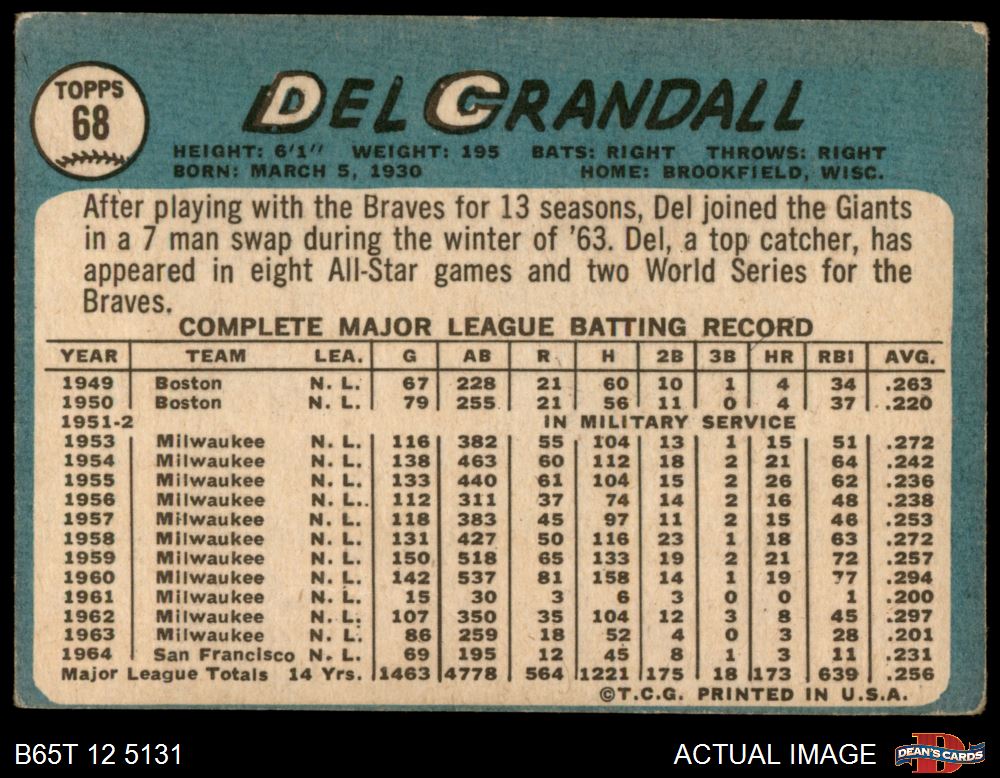 TOPPS
68
DEL CRANDALL
HEIGHT: 6'1" WEIGHT: 195 BATS: RIGHT THROWS: RIGHT
BORN: MARCH 5, 1930 HOME: BROOKFIELD, WISC.
After playing with the Braves for 13 seasons, Del joined the Giants
in a 7 man swap during the winter of '63. Del, a top catcher, has
appeared in eight All-Star games and two World Series for the
Braves.
COMPLETE MAJOR LEAGUE BATTING RECORD
YEAR TEAM LEA. G AB R H 2B 3B HR RBI AVG.
1949 Boston N. L. 67 228 21 60 10 1 4 34 .263
1950 Boston N. L. 79 255 21 56 11 0 4 37 .220
1951-2 IN MILITARY SERVICE
1953 Milwaukee N. L. 116 382 55 104 13 1 15 51 .272
1954 Milwaukee N. L. 138 463 60 112 18 2 21 64 .242
1955 Milwaukee N. L. 133 440 61 104 15 2 26 62 .236
1956 Milwaukee N. L.. 112 311 37 74 14 2 16 48 .238
1957 Milwaukee N. L. 118 383 45 97 11 2 15 46 .253
1958 Milwaukee N. L. 131 427 50 116 23 1 18 63 .272
1959 Milwaukee N. L. 150 518 65 133 19 2 21 72 .257
1960 Milwaukee N. L. 142 537 81 158 14 1 19 77 .294
1961 Milwaukee N. L. 15 30 3 6 3 0 0 1 .200
1962 Milwaukee N. L. 107 350 35 104 12 3 8 45 .297
1963 Milwaukee N. L. 86 259 18 52 4 0 3 28 .201
1964 San Francisco N. L. 69 195 12 45 8 1 3 11 .231
Major League Totals 14 Yrs. 1463 4778 564 1221 175 18 173 639 .256
©T.C.G. PRINTED IN U.S.A.
B65T 12 5131 ACTUAL IMAGE DEAN'S CARDS